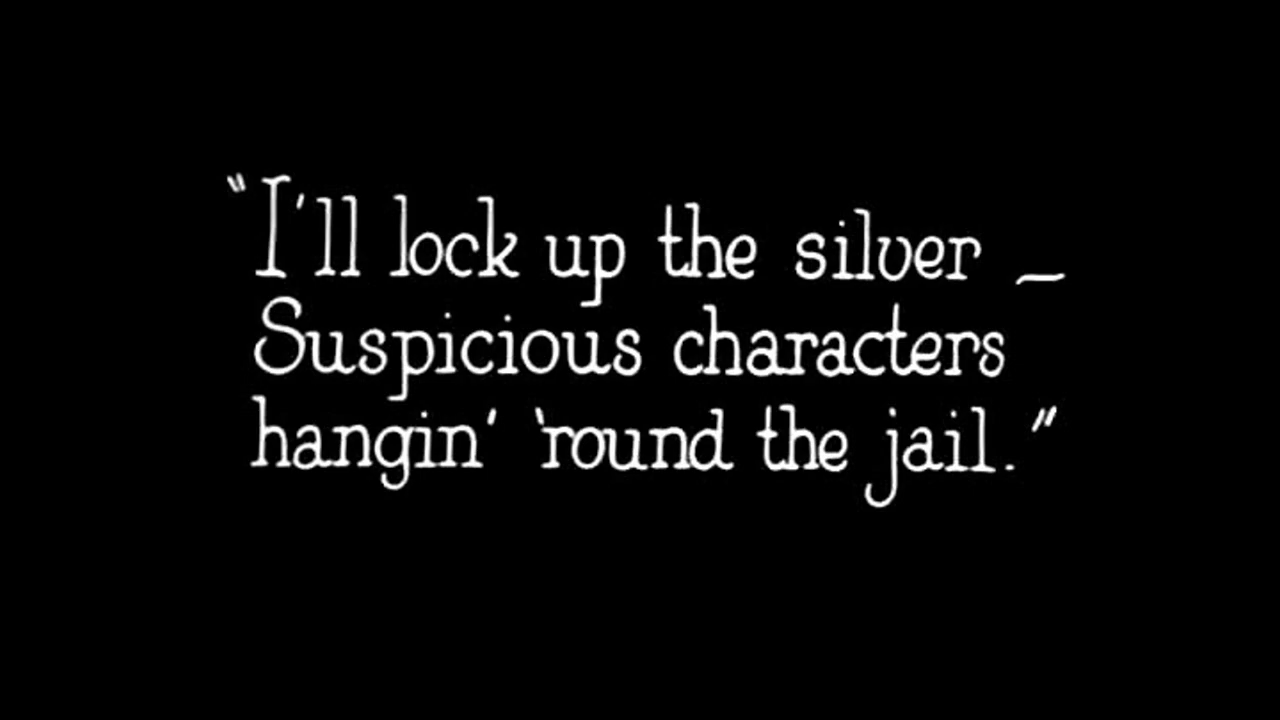 "I'll lock up the silver —
Suspicious characters
hangin' 'round the jail."